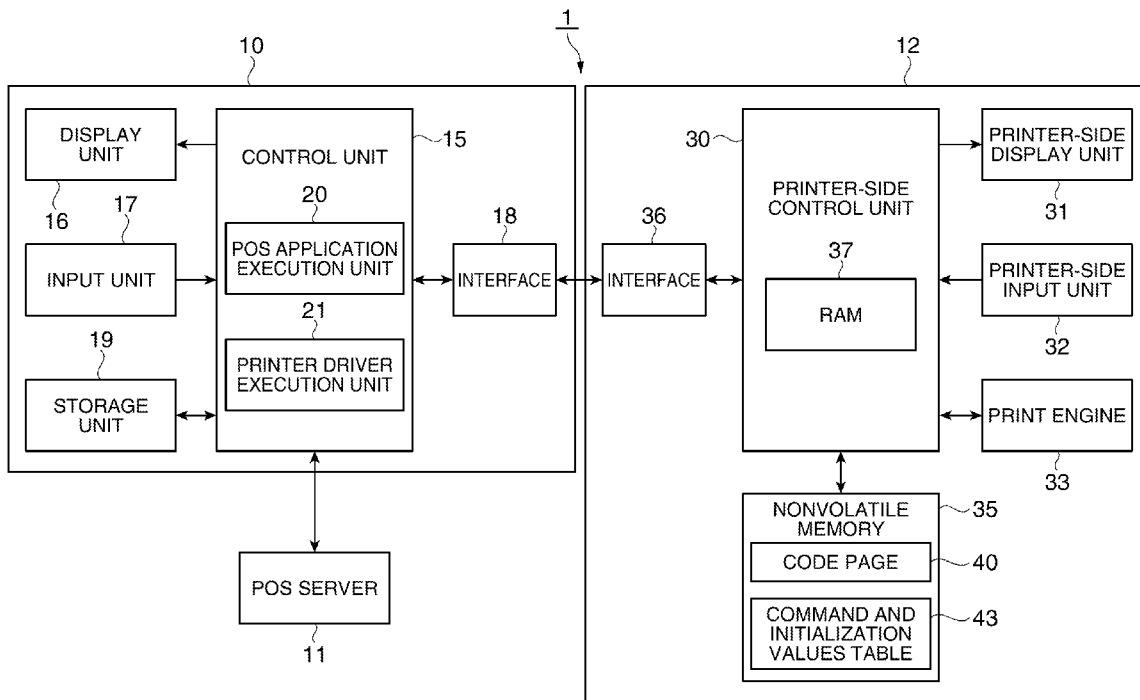 1
10
12
DISPLAY
UNIT
16
17
INPUT UNIT
19
STORAGE
UNIT
CONTROL UNIT
15
20
POS APPLICATION
EXECUTION UNIT
21
PRINTER DRIVER
EXECUTION UNIT
18
INTERFACE
POS SERVER
11
36
INTERFACE
30
PRINTER-SIDE
CONTROL UNIT
37
RAM
PRINTER-SIDE
DISPLAY UNIT
31
PRINTER-SIDE
INPUT UNIT
32
PRINT ENGINE
33
NONVOLATILE
MEMORY
35
CODE PAGE
40
COMMAND AND
INITIALIZATION
VALUES TABLE
43